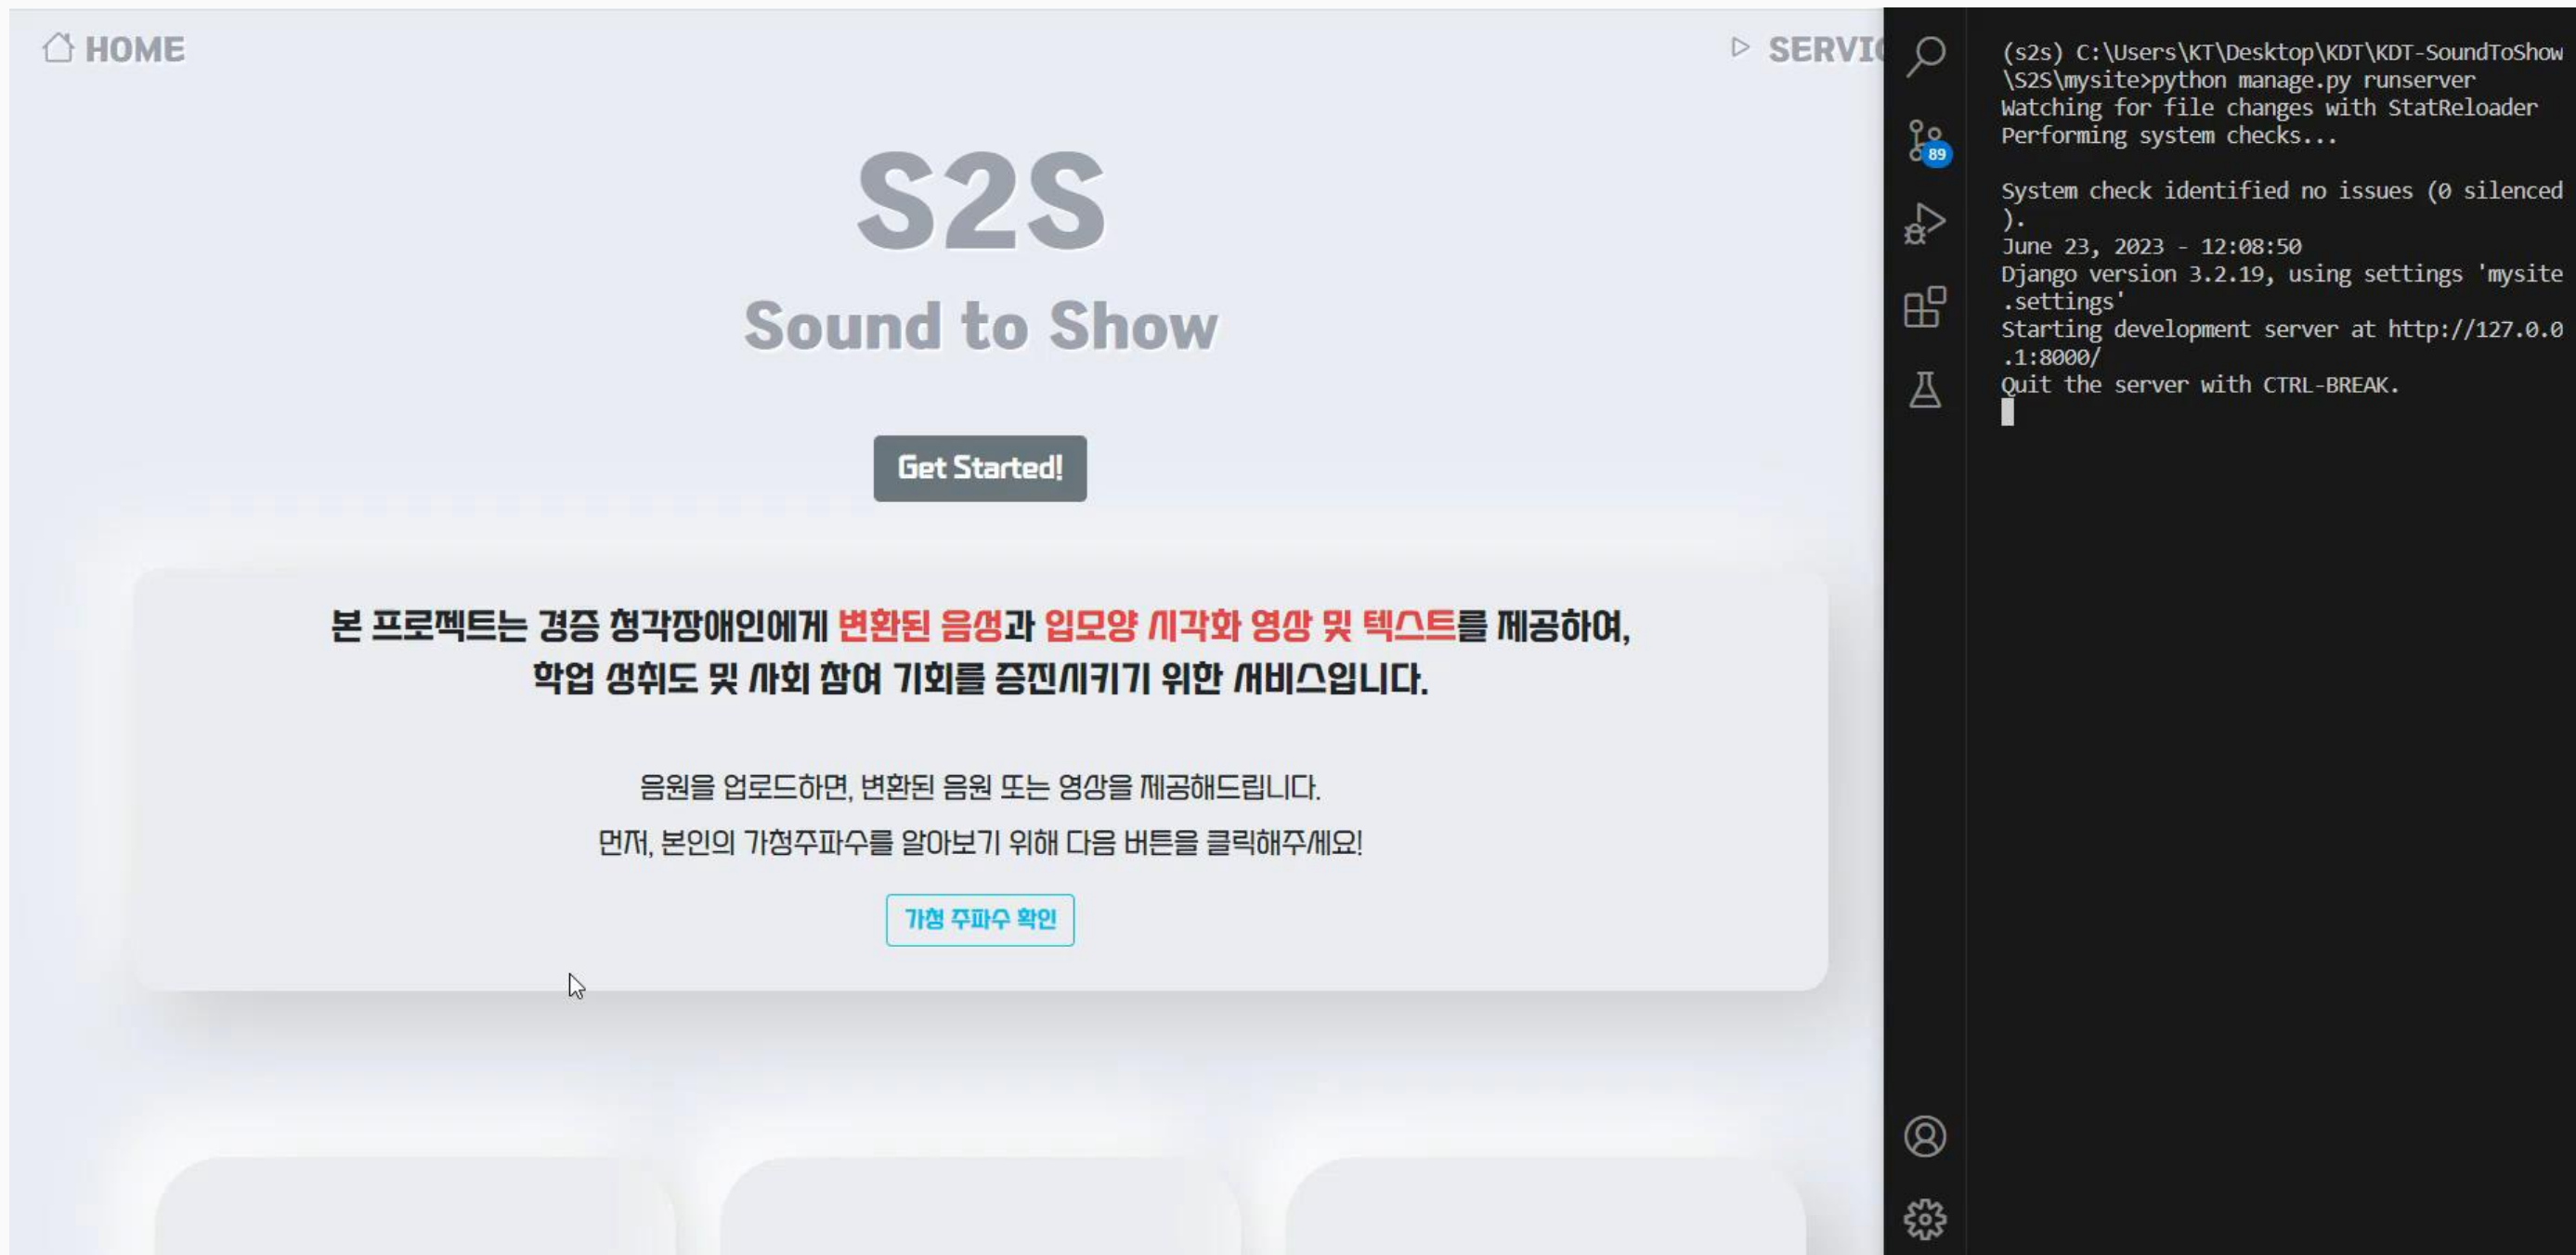 HOME
SERVIC
S2S
Sound to Show
Get Started!
본 프로젝트는 경증 청각장애인에게 변환된 음성과 입모양 시각화 영상 및 텍스트를 제공하여,
학업 성취도 및 사회 참여 기회를 증진시키기 위한 서비스입니다.
음원을 업로드하면, 변환된 음원 또는 영상을 제공해드립니다.
먼저, 본인의 가청주파수를 알아보기 위해 다음 버튼을 클릭해주세요!
가청 주파수 확인
89
(s2s) C:\Users\KT\Desktop\KDT\KDT-SoundToShow
\S2S\mysite>python manage.py runserver
Watching for file changes with StatReloader
Performing system checks...
System check identified no issues (0 silenced
).
June 23, 2023 - 12:08:50
Django version 3.2.19, using settings 'mysite
.settings'
Starting development server at http://127.0.0
.1:8000/
Quit the server with CTRL-BREAK.